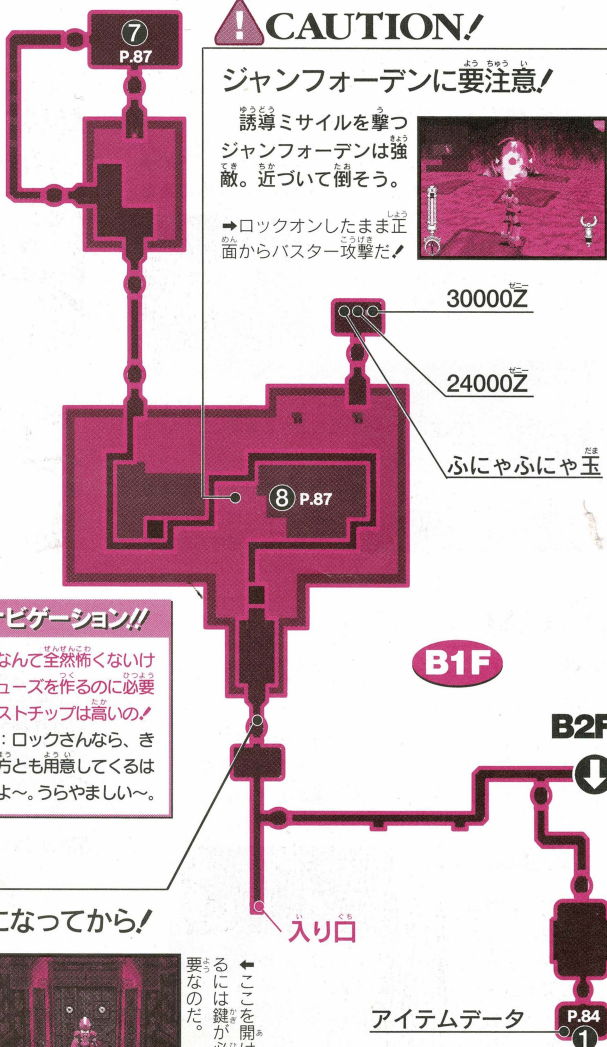 ⑦
P.87
CAUTION!
ジャンフォーデンに要注意!
誘導ミサイルを撃つ
ジャンフォーデンは強
敵。近づいて倒そう。
➡ロックオンしたまま正
面からバスター攻撃だ!
30000Z
24000Z
ふにゃふにゃ玉
⑧ P.87
ナビゲーション!!
なんて全然怖くないけ
ューズを作るのに必要
ストチップは高いの!
:ロックさんなら、き
方とも用意してくるは
よ〜。うらやましい〜。
B1F
B2F
になってから!
入り口
⬅ここを開け
るには鍵が必
要なのだ。
アイテムデータ
P.84
①